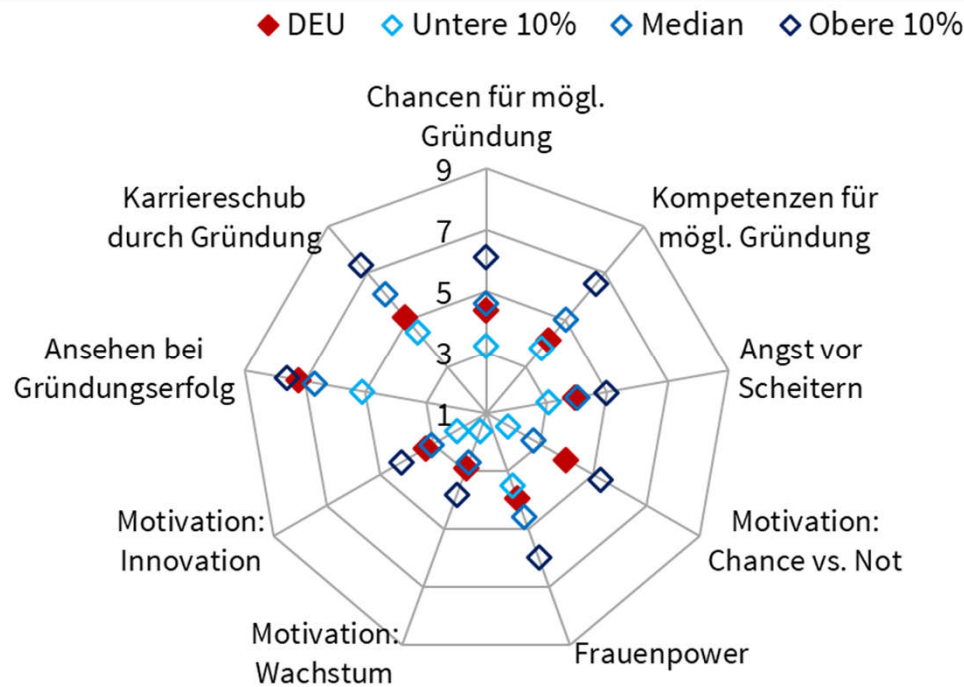 DEU Untere 10% Median Obere 10%
Chancen für mögl.
Gründung
Karriereschub
durch Gründung
Kompetenzen für
mögl. Gründung
9
7
5
3
1
Ansehen bei
Gründungserfolg
Angst vor
Scheitern
Motivation:
Innovation
Motivation:
Chance vs. Not
Motivation:
Wachstum
Frauenpower